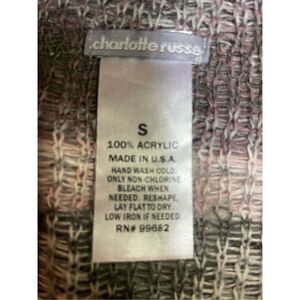 charlotte russe
S
100% ACRYLIC
MADE IN U.S.A.
HAND WASH COLD.
ONLY NON-CHLORINE
BLEACH WHEN
NEEDED. RESHAPE,
LAY FLAT TO DRY.
LOW IRON IF NEEDED.
RN# 99682